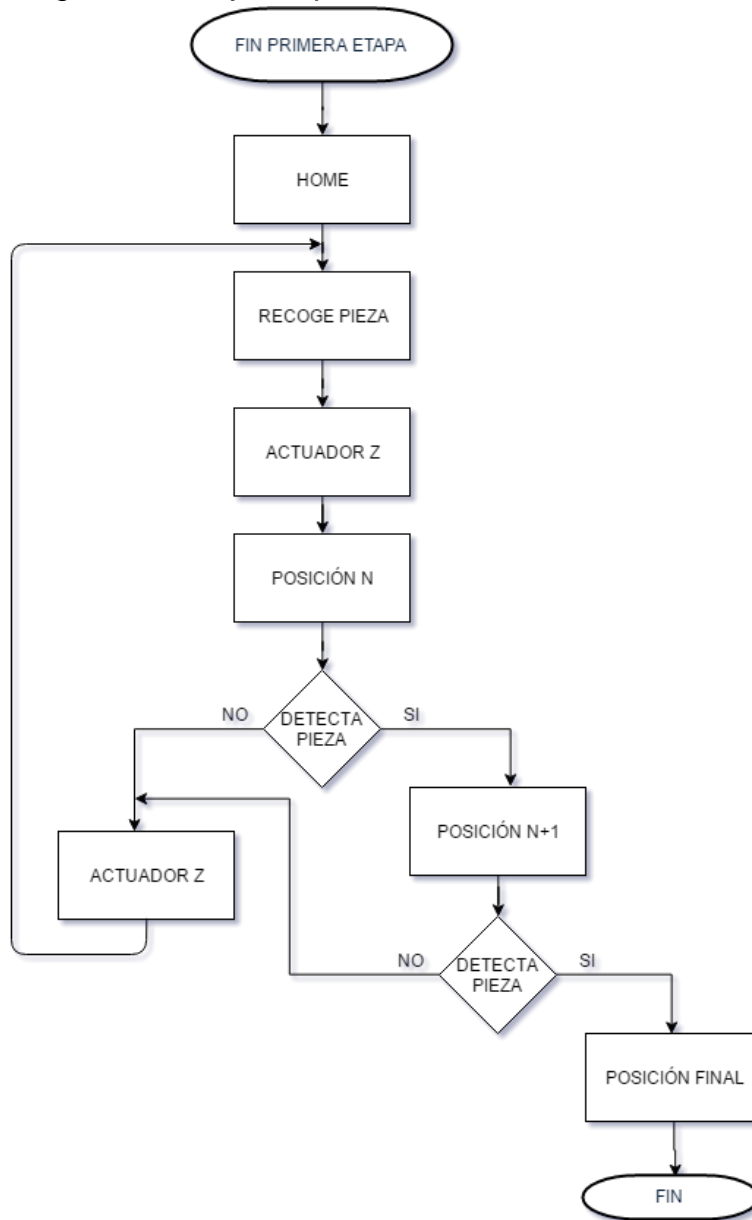 FIN PRIMERA ETAPA
HOME
RECOGE PIEZA
ACTUADOR Z
POSICIÓN N
NO
DETECTA
PIEZA
SI
POSICIÓN N+1
ACTUADOR Z
NO
DETECTA
PIEZA
SI
POSICIÓN FINAL
FIN